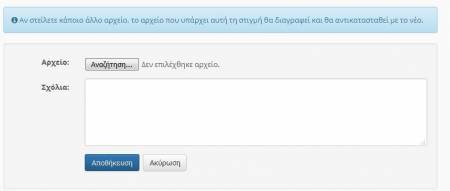 Αν στείλετε κάποιο άλλο αρχείο, το αρχείο που υπάρχει αυτή τη στιγμή θα διαγραφεί και θα αντικατασταθεί με το νέο.
Αρχείο: Αναζήτηση... Δεν επιλέχθηκε αρχείο.
Σχόλια:
Αποθήκευση Ακύρωση